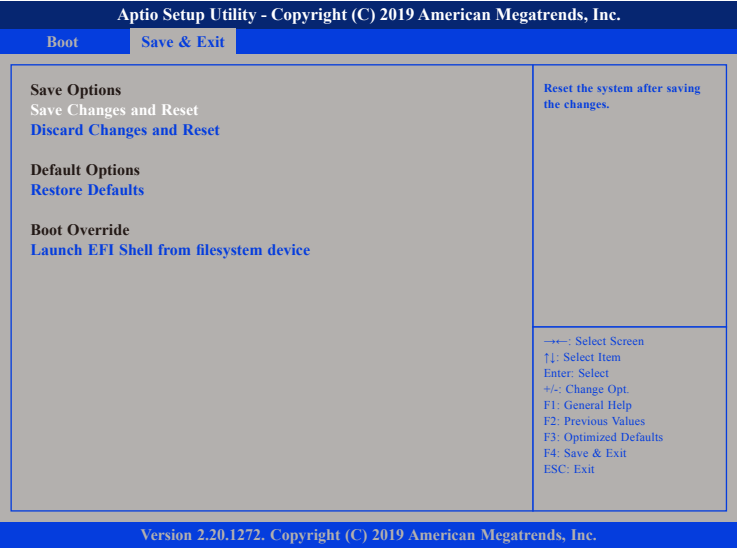 Aptio Setup Utility - Copyright (C) 2019 American Megatrends, Inc.
Boot Save & Exit
Save Options
Save Changes and Reset
Discard Changes and Reset
Default Options
Restore Defaults
Boot Override
Launch EFI Shell from filesystem device
Reset the system after saving
the changes.
→←: Select Screen
↑↓: Select Item
Enter: Select
+/-: Change Opt.
F1: General Help
F2: Previous Values
F3: Optimized Defaults
F4: Save & Exit
ESC: Exit
Version 2.20.1272. Copyright (C) 2019 American Megatrends, Inc.